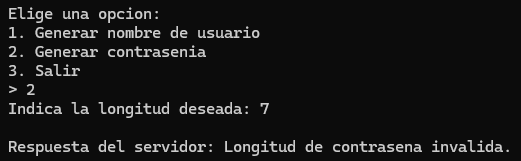 Elige una opcion:
1. Generar nombre de usuario
2. Generar contrasenia
3. Salir
> 2
Indica la longitud deseada: 7
Respuesta del servidor: Longitud de contrasena invalida.